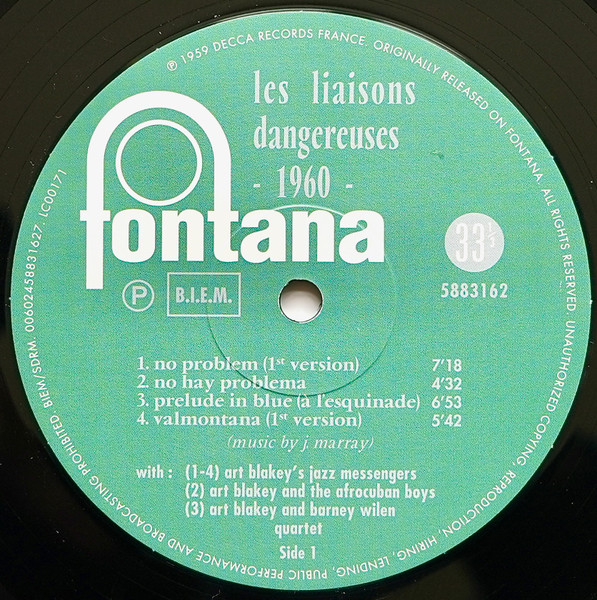 ℗ 1959 DECCA RECORDS FRANCE. ORIGINALLY RELEASED ON FONTANA. ALL RIGHTS RESERVED. UNAUTHORIZED COPYING, REPRODUCTION, HIRING, LENDING, PUBLIC PERFORMANCE AND BROADCASTING PROHIBITED. BIEM/SDRM. 00602458831627. LC00171
les liaisons
dangereuses
- 1960 -
fontana
33⅓
P B.I.E.M.
5883162
1. no problem (1st version) 7'18
2. no hay problema 4'32
3. prelude in blue (à l'esquinade) 6'53
4. valmontana (1st version) 5'42
(music by j. marray)
with : (1-4) art blakey's jazz messengers
(2) art blakey and the afrocuban boys
(3) art blakey and barney wilen
quartet
Side 1